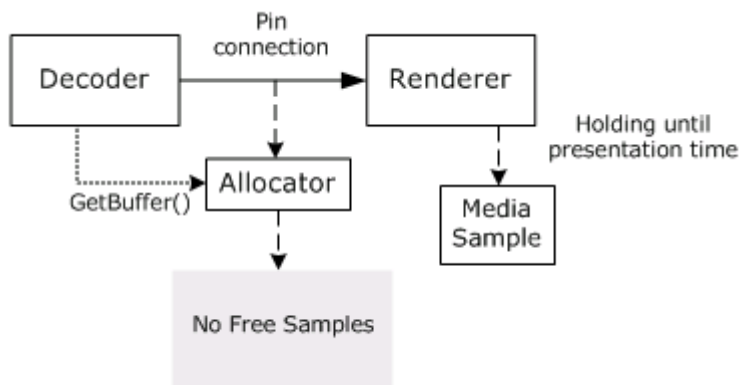 Pin
connection
Decoder
Renderer
Holding until
presentation time
GetBuffer()
Allocator
Media
Sample
No Free Samples